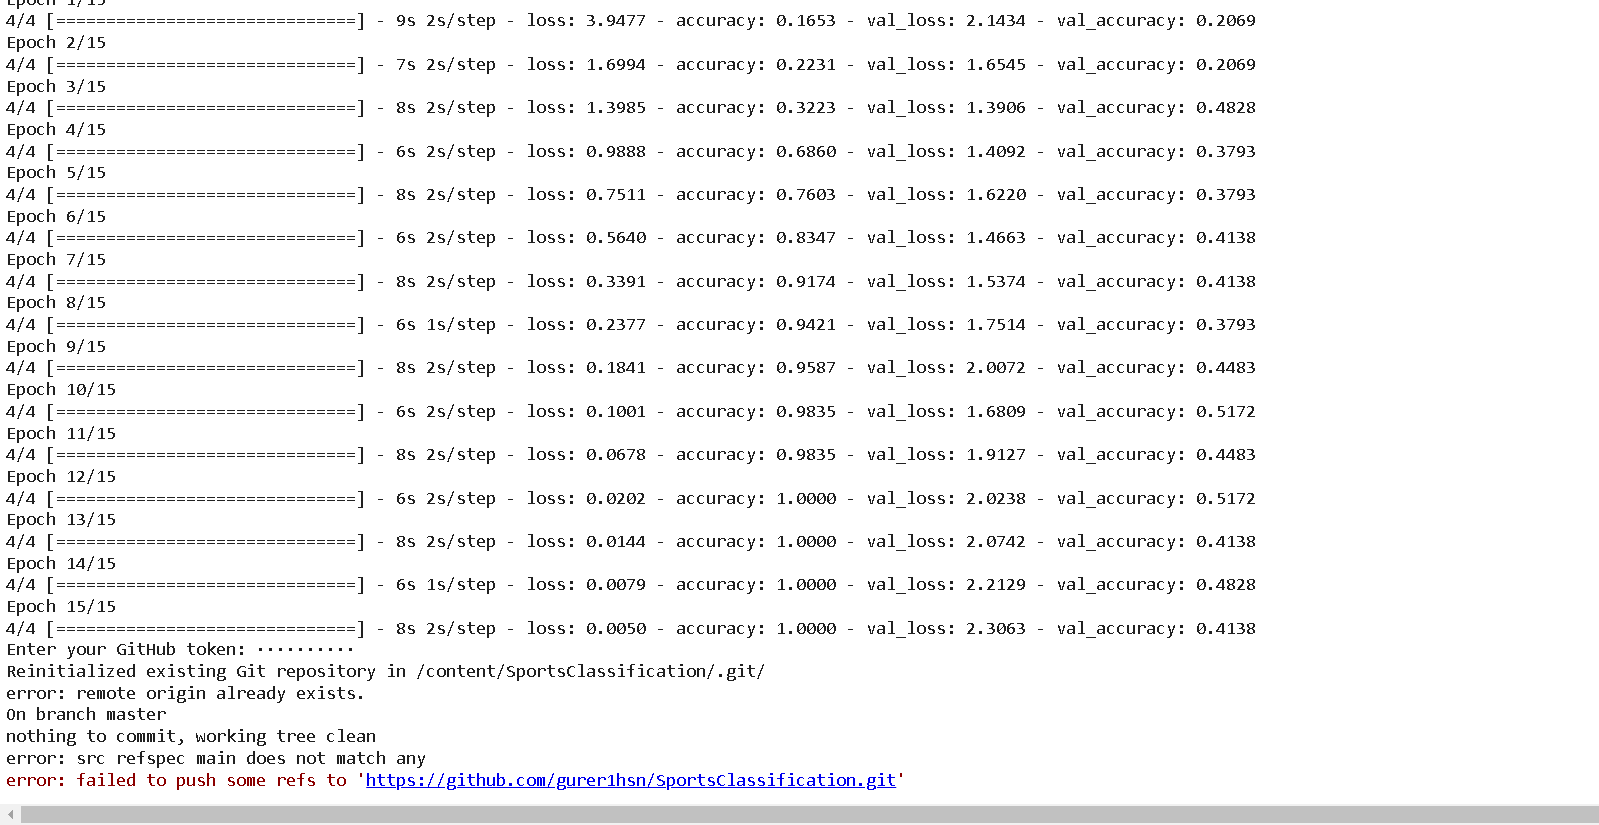 Epoch 1/15
4/4 [==============================] - 9s 2s/step - loss: 3.9477 - accuracy: 0.1653 - val_loss: 2.1434 - val_accuracy: 0.2069
Epoch 2/15
4/4 [==============================] - 7s 2s/step - loss: 1.6994 - accuracy: 0.2231 - val_loss: 1.6545 - val_accuracy: 0.2069
Epoch 3/15
4/4 [==============================] - 8s 2s/step - loss: 1.3985 - accuracy: 0.3223 - val_loss: 1.3906 - val_accuracy: 0.4828
Epoch 4/15
4/4 [==============================] - 6s 2s/step - loss: 0.9888 - accuracy: 0.6860 - val_loss: 1.4092 - val_accuracy: 0.3793
Epoch 5/15
4/4 [==============================] - 8s 2s/step - loss: 0.7511 - accuracy: 0.7603 - val_loss: 1.6220 - val_accuracy: 0.3793
Epoch 6/15
4/4 [==============================] - 6s 2s/step - loss: 0.5640 - accuracy: 0.8347 - val_loss: 1.4663 - val_accuracy: 0.4138
Epoch 7/15
4/4 [==============================] - 8s 2s/step - loss: 0.3391 - accuracy: 0.9174 - val_loss: 1.5374 - val_accuracy: 0.4138
Epoch 8/15
4/4 [==============================] - 6s 1s/step - loss: 0.2377 - accuracy: 0.9421 - val_loss: 1.7514 - val_accuracy: 0.3793
Epoch 9/15
4/4 [==============================] - 8s 2s/step - loss: 0.1841 - accuracy: 0.9587 - val_loss: 2.0072 - val_accuracy: 0.4483
Epoch 10/15
4/4 [==============================] - 6s 2s/step - loss: 0.1001 - accuracy: 0.9835 - val_loss: 1.6809 - val_accuracy: 0.5172
Epoch 11/15
4/4 [==============================] - 8s 2s/step - loss: 0.0678 - accuracy: 0.9835 - val_loss: 1.9127 - val_accuracy: 0.4483
Epoch 12/15
4/4 [==============================] - 6s 2s/step - loss: 0.0202 - accuracy: 1.0000 - val_loss: 2.0238 - val_accuracy: 0.5172
Epoch 13/15
4/4 [==============================] - 8s 2s/step - loss: 0.0144 - accuracy: 1.0000 - val_loss: 2.0742 - val_accuracy: 0.4138
Epoch 14/15
4/4 [==============================] - 6s 1s/step - loss: 0.0079 - accuracy: 1.0000 - val_loss: 2.2129 - val_accuracy: 0.4828
Epoch 15/15
4/4 [==============================] - 8s 2s/step - loss: 0.0050 - accuracy: 1.0000 - val_loss: 2.3063 - val_accuracy: 0.4138
Enter your GitHub token: ··········
Reinitialized existing Git repository in /content/SportsClassification/.git/
error: remote origin already exists.
On branch master
nothing to commit, working tree clean
error: src refspec main does not match any
error: failed to push some refs to 'https://github.com/gurer1hsn/SportsClassification.git'